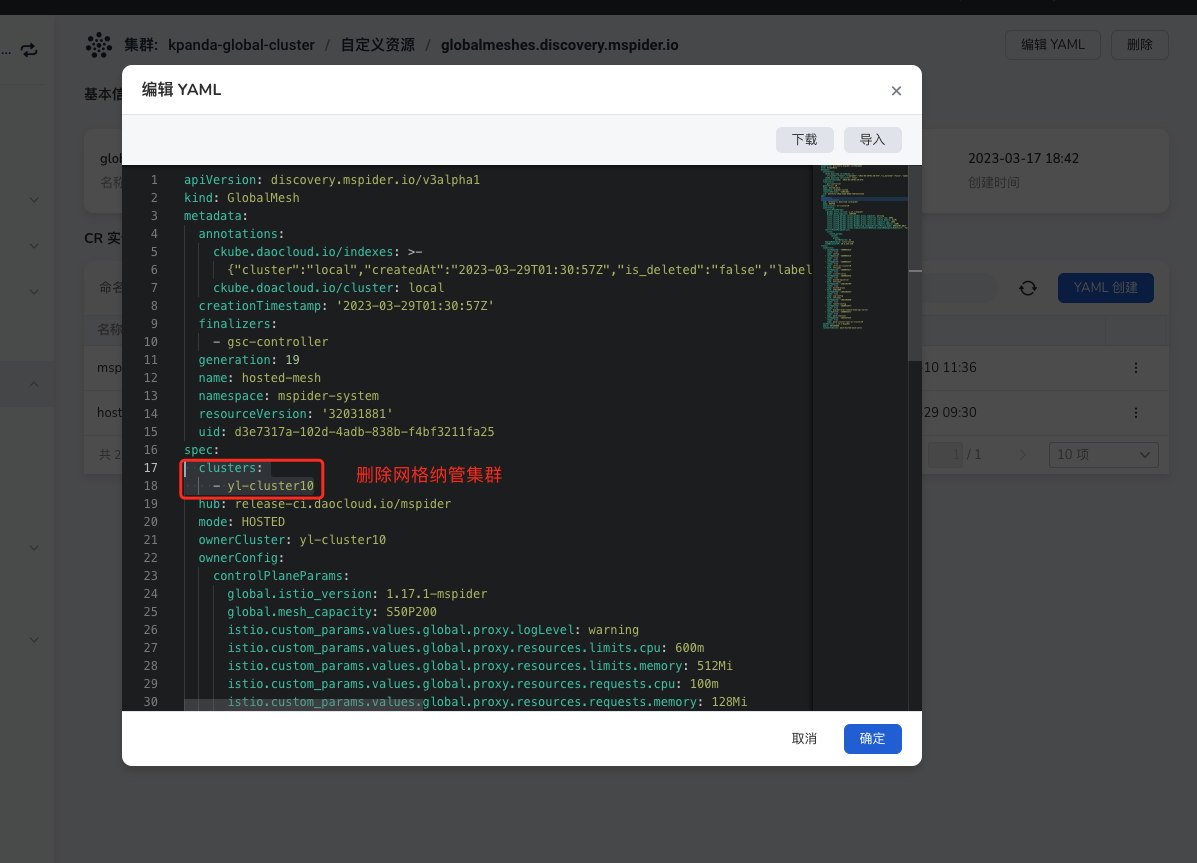 集群: kpanda-global-cluster / 自定义资源 / globalmeshes.discovery.mspider.io
编辑 YAML
删除
基本信
编辑 YAML
×
下载
导入
glol
名称
2023-03-17 18:42
创建时间
CR 实
命名
YAML 创建
名称
msp
10 11:36
host
29 09:30
共 2
1 / 1
10 项
1 apiVersion: discovery.mspider.io/v3alpha1
2 kind: GlobalMesh
3 metadata:
4 annotations:
5 ckube.daocloud.io/indexes: >-
6 {"cluster":"local","createdAt":"2023-03-29T01:30:57Z","is_deleted":"false","label
7 ckube.doacloud.io/cluster: local
8 creationTimestamp: '2023-03-29T01:30:57Z'
9 finalizers:
10 - gsc-controller
11 generation: 19
12 name: hosted-mesh
13 namespace: mspider-system
14 resourceVersion: '32031881'
15 uid: d3e7317a-102d-4adb-838b-f4bf3211fa25
16 spec:
17 clusters:
18 - yl-cluster10
删除网格纳管集群
19 hub: release-ci.daocloud.io/mspider
20 mode: HOSTED
21 ownerCluster: yl-cluster10
22 ownerConfig:
23 controlPlaneParams:
24 global.istio_version: 1.17.1-mspider
25 global.mesh_capacity: S50P200
26 istio.custom_params.values.global.proxy.logLevel: warning
27 istio.custom_params.values.global.proxy.resources.limits.cpu: 600m
28 istio.custom_params.values.global.proxy.resources.limits.memory: 512Mi
29 istio.custom_params.values.global.proxy.resources.requests.cpu: 100m
30 istio.custom_params.values.global.proxy.resources.requests.memory: 128Mi
取消
确定